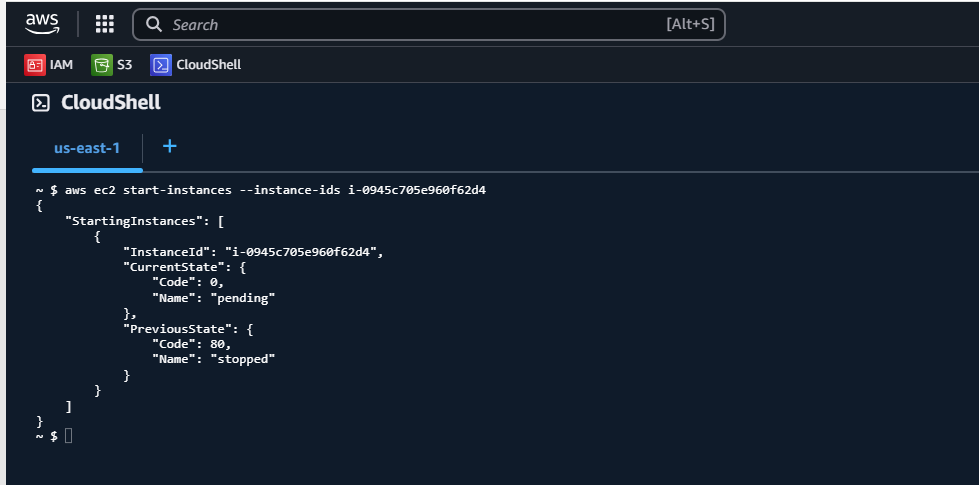 aws
Search [Alt+S]
IAM S3 CloudShell
CloudShell
us-east-1 +
~ $ aws ec2 start-instances --instance-ids i-0945c705e960f62d4
{
    "StartingInstances": [
        {
            "InstanceId": "i-0945c705e960f62d4",
            "CurrentState": {
                "Code": 0,
                "Name": "pending"
            },
            "PreviousState": {
                "Code": 80,
                "Name": "stopped"
            }
        }
    ]
}
~ $